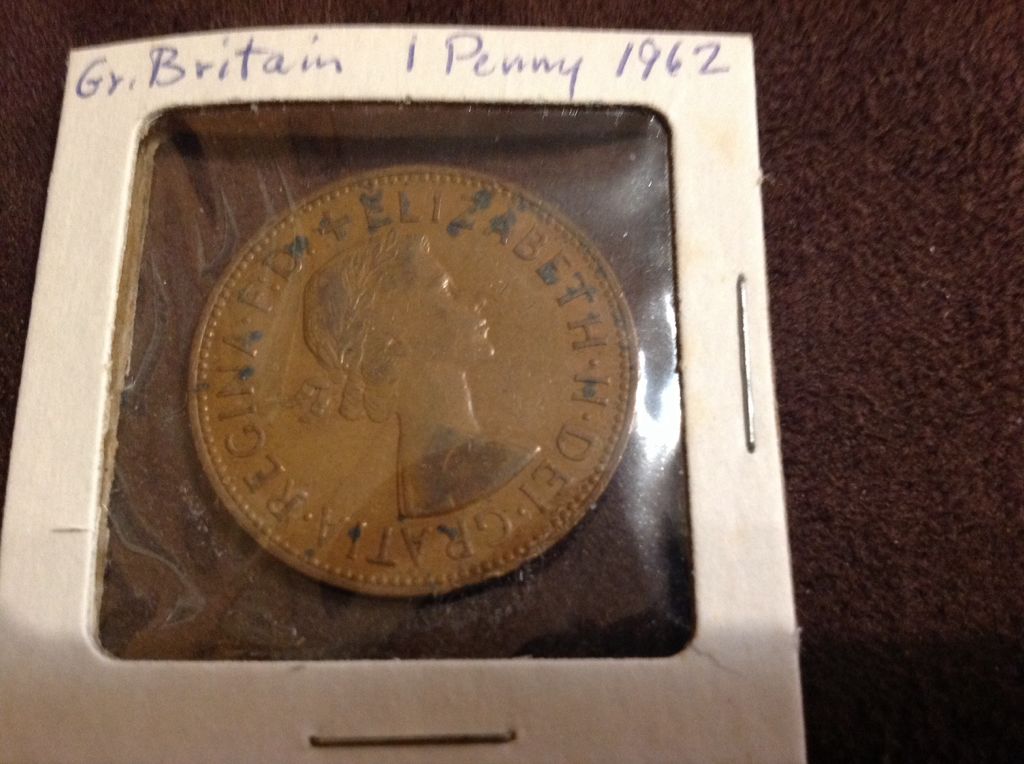 Gr. Britain 1 Penny 1962
+ELIZABETH·II·DEI·GRATIA·REGINA·F:D·